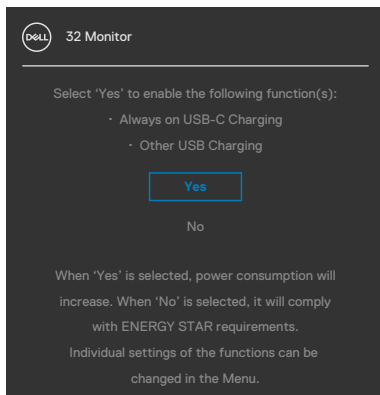 DELL
32 Monitor
Select ‘Yes’ to enable the following function(s):
· Always on USB-C Charging
· Other USB Charging
Yes
No
When ‘Yes’ is selected, power consumption will
increase. When ‘No’ is selected, it will comply
with ENERGY STAR requirements.
Individual settings of the functions can be
changed in the Menu.